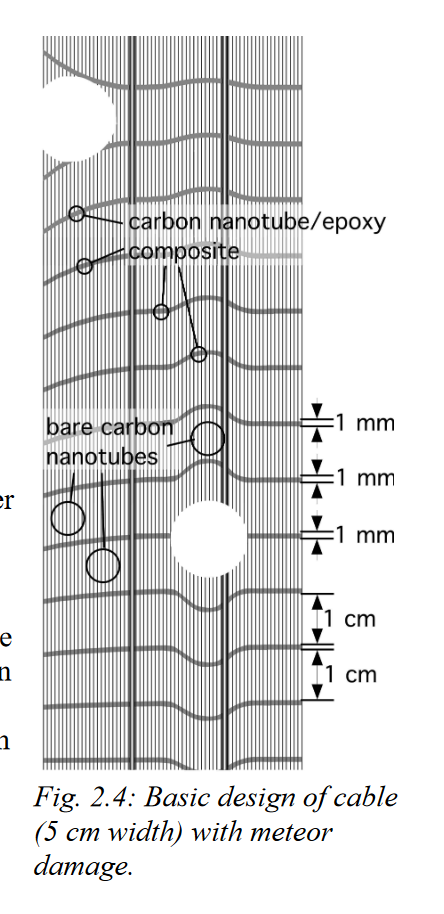 carbon nanotube/epoxy
composite
bare carbon
nanotubes
1 mm
1 mm
er
1 mm
1 cm
e
n
1 cm
n
Fig. 2.4: Basic design of cable
(5 cm width) with meteor
damage.